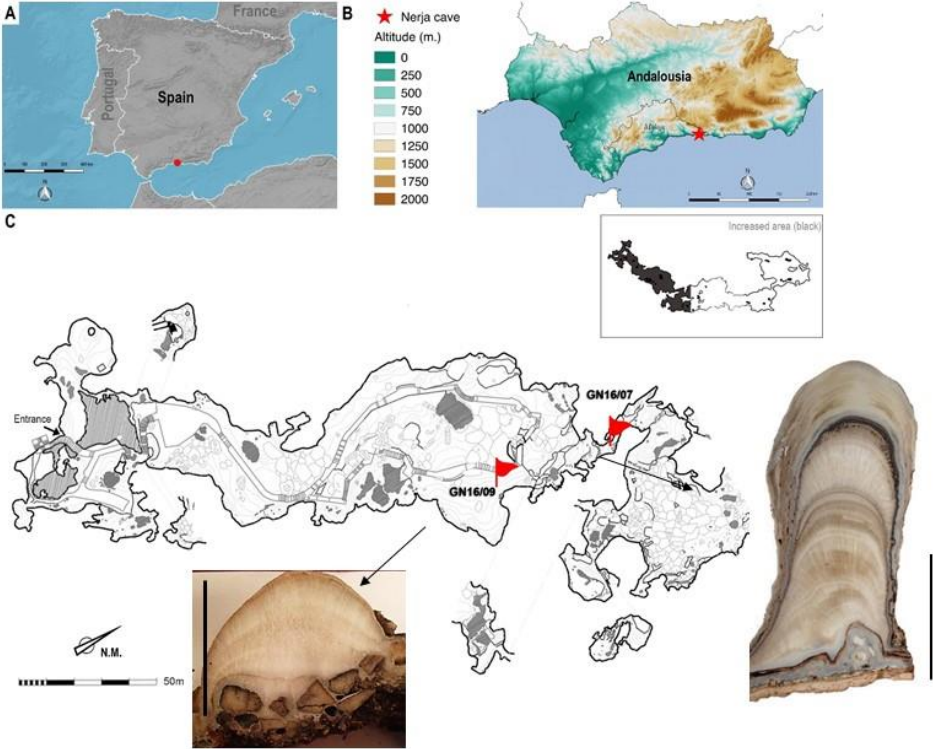 A
France
Portugal
Spain
N
B
Nerja cave
Altitude (m.)
0
250
500
750
1000
1250
1500
1750
2000
Andalousia
Málaga
N
C
Increased area (black)
Entrance
GN16/07
GN16/09
N.M.
50m